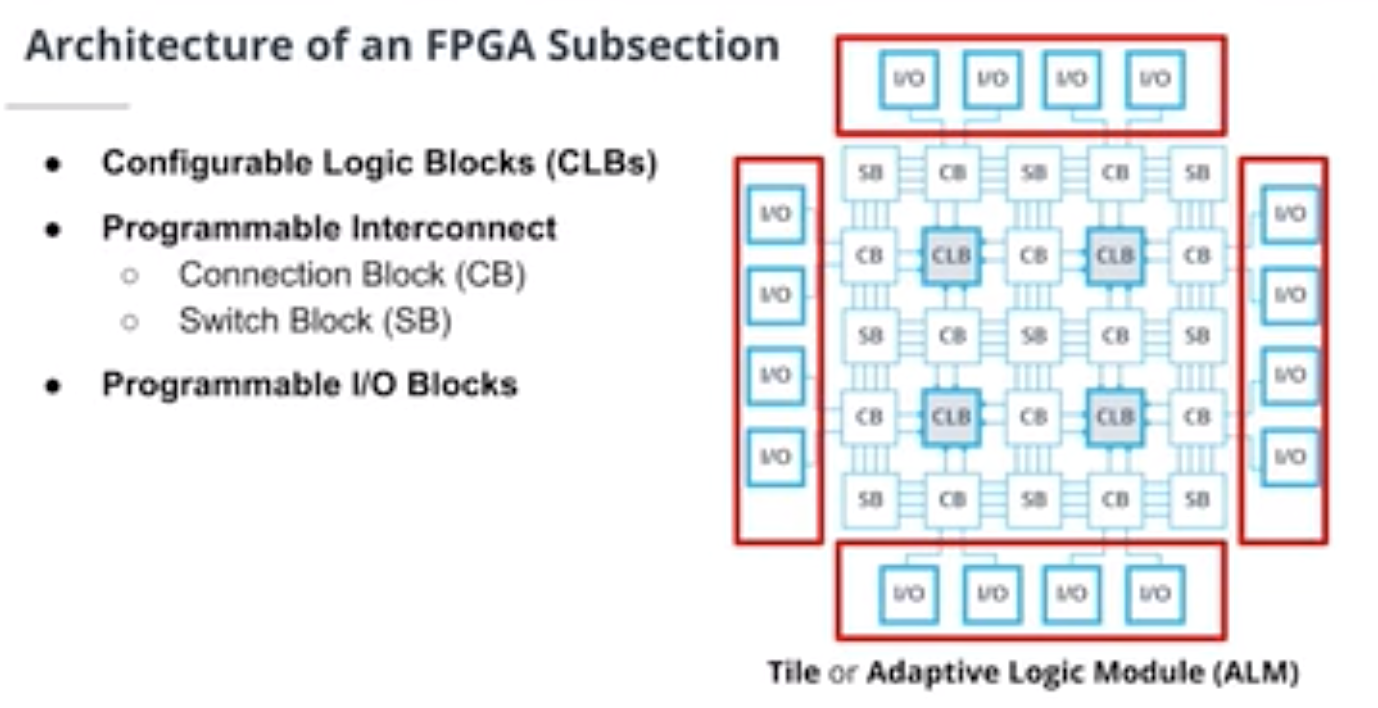 Architecture of an FPGA Subsection
● Configurable Logic Blocks (CLBs)
● Programmable Interconnect
○ Connection Block (CB)
○ Switch Block (SB)
● Programmable I/O Blocks
I/O I/O I/O I/O
SB CB SB CB SB
I/O I/O
CB CLB CB CLB CB
I/O I/O
SB CB SB CB SB
I/O I/O
CB CLB CB CLB CB
I/O I/O
SB CB SB CB SB
I/O I/O I/O I/O
Tile or Adaptive Logic Module (ALM)